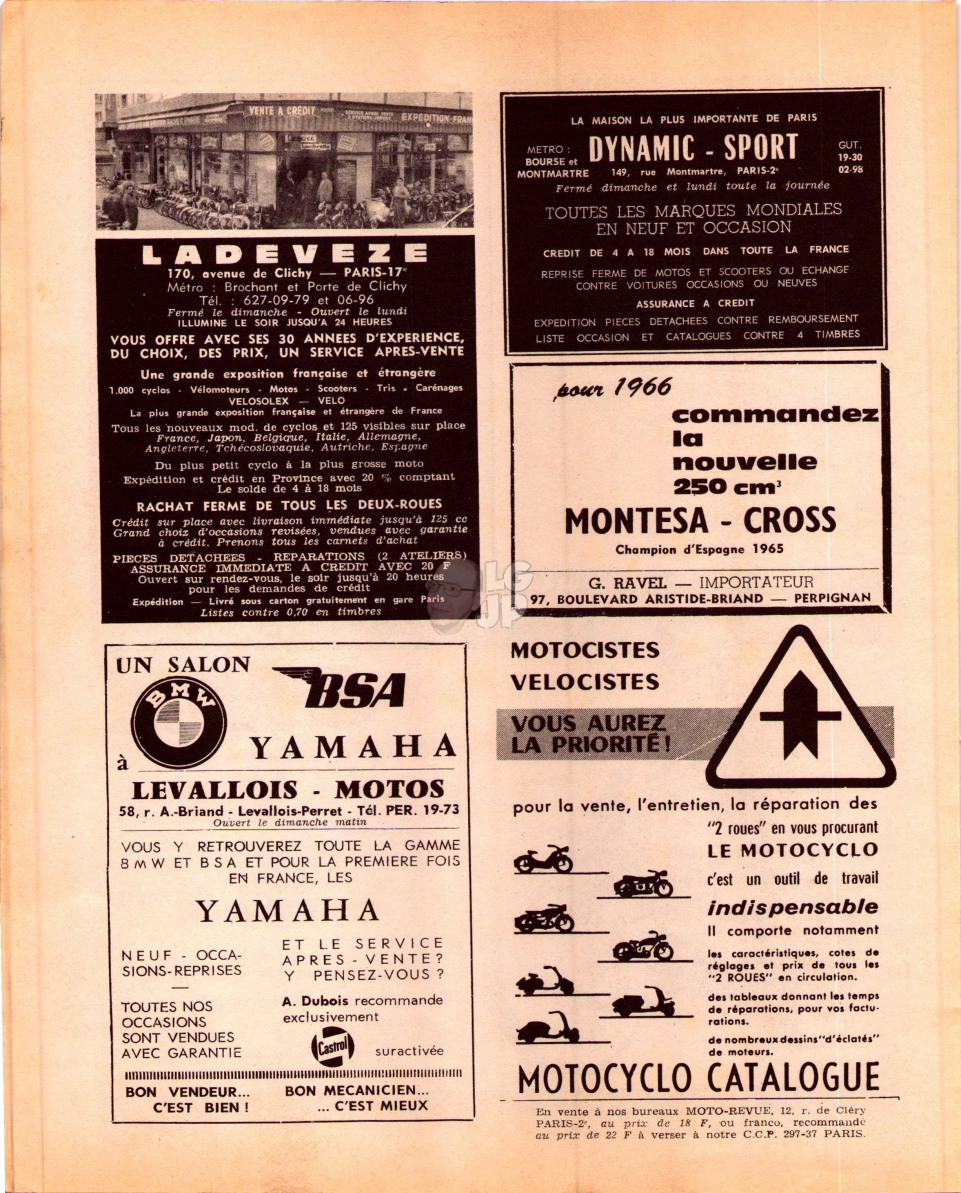 VENTE A CRÉDIT
EXPEDITION FRAN
LADEVEZE
170, avenue de Clichy — PARIS-17e
Métro : Brochant et Porte de Clichy
Tél. : 627-09-79 et 06-96
Fermé le dimanche - Ouvert le lundi
ILLUMINE LE SOIR JUSQU'A 24 HEURES
VOUS OFFRE AVEC SES 30 ANNEES D'EXPERIENCE,
DU CHOIX, DES PRIX, UN SERVICE APRES-VENTE
Une grande exposition française et étrangère
1.000 cyclos - Vélomoteurs - Motos - Scooters - Tris - Carénages
VELOSOLEX — VELO
La plus grande exposition française et étrangère de France
Tous les nouveaux mod. de cyclos et 125 visibles sur place
France, Japon, Belgique, Italie, Allemagne,
Angleterre, Tchécoslovaquie, Autriche, Espagne
Du plus petit cyclo à la plus grosse moto
Expédition et crédit en Province avec 20 % comptant
Le solde de 4 à 18 mois
RACHAT FERME DE TOUS LES DEUX-ROUES
Crédit sur place avec livraison immédiate jusqu'à 125 cc
Grand choix d'occasions revisées, vendues avec garantie
à crédit. Prenons tous les carnets d'achat
PIECES DETACHEES - REPARATIONS (2 ATELIERS)
ASSURANCE IMMEDIATE A CREDIT AVEC 20 F
Ouvert sur rendez-vous, le soir jusqu'à 20 heures
pour les demandes de crédit
Expédition — Livré sous carton gratuitement en gare Paris
Listes contre 0,70 en timbres
LA MAISON LA PLUS IMPORTANTE DE PARIS
METRO :
BOURSE et
MONTMARTRE
DYNAMIC - SPORT
149, rue Montmartre, PARIS-2e
GUT.
19-30
02-98
Fermé dimanche et lundi toute la journée
TOUTES LES MARQUES MONDIALES
EN NEUF ET OCCASION
CREDIT DE 4 A 18 MOIS DANS TOUTE LA FRANCE
REPRISE FERME DE MOTOS ET SCOOTERS OU ECHANGE
CONTRE VOITURES OCCASIONS OU NEUVES
ASSURANCE A CREDIT
EXPEDITION PIECES DETACHEES CONTRE REMBOURSEMENT
LISTE OCCASION ET CATALOGUES CONTRE 4 TIMBRES
pour 1966
commandez
la
nouvelle
250 cm³
MONTESA - CROSS
Champion d'Espagne 1965
G. RAVEL — IMPORTATEUR
97, BOULEVARD ARISTIDE-BRIAND — PERPIGNAN
LG
JP
UN SALON
BMW
BSA
à
YAMAHA
LEVALLOIS - MOTOS
58, r. A.-Briand - Levallois-Perret - Tél. PER. 19-73
Ouvert le dimanche matin
VOUS Y RETROUVEREZ TOUTE LA GAMME
BMW ET BSA ET POUR LA PREMIERE FOIS
EN FRANCE, LES
YAMAHA
NEUF - OCCA-
SIONS-REPRISES
TOUTES NOS
OCCASIONS
SONT VENDUES
AVEC GARANTIE
ET LE SERVICE
APRES-VENTE?
Y PENSEZ-VOUS ?
A. Dubois recommande
exclusivement
Castrol
suractivée
BON VENDEUR...
C'EST BIEN !
BON MECANICIEN...
... C'EST MIEUX
MOTOCISTES
VELOCISTES
VOUS AUREZ
LA PRIORITÉ !
pour la vente, l'entretien, la réparation des
"2 roues" en vous procurant
LE MOTOCYCLO
c'est un outil de travail
indispensable
Il comporte notamment
les caractéristiques, cotes de
réglages et prix de tous les
"2 ROUES" en circulation.
des tableaux donnant les temps
de réparations, pour vos factu-
rations.
de nombreux dessins "d'éclatés"
de moteurs.
MOTOCYCLO CATALOGUE
En vente à nos bureaux MOTO-REVUE, 12, r. de Cléry
PARIS-2e, au prix de 18 F, ou franco, recommandé
au prix de 22 F à verser à notre C.C.P. 297-37 PARIS.